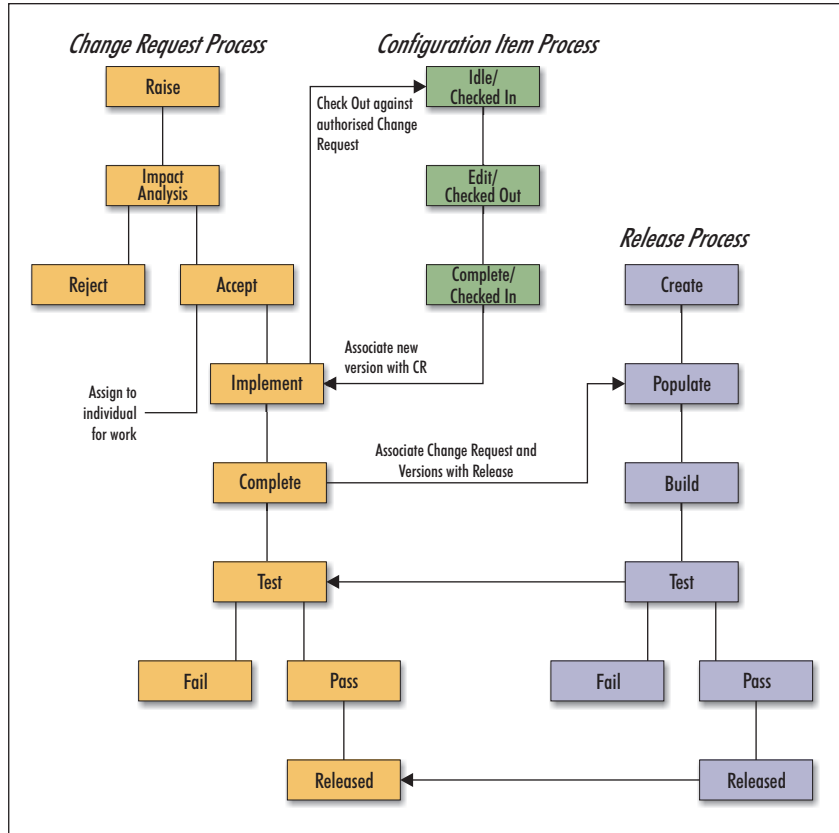 Change Request Process
Raise
Impact
Analysis
Reject
Accept
Assign to
individual
for work
Implement
Complete
Test
Fail
Pass
Released
Configuration Item Process
Check Out against
authorised Change
Request
Idle/
Checked In
Edit/
Checked Out
Complete/
Checked In
Associate new
version with CR
Associate Change Request and
Versions with Release
Release Process
Create
Populate
Build
Test
Fail
Pass
Released